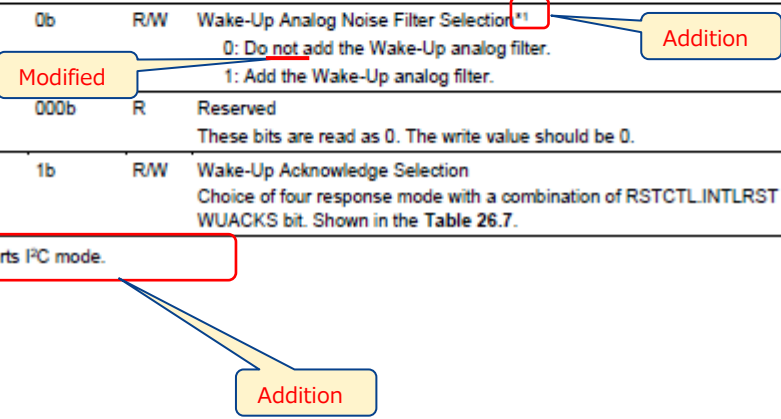 0b R/W Wake-Up Analog Noise Filter Selection*1
Addition
0: Do not add the Wake-Up analog filter.
Modified
1: Add the Wake-Up analog filter.
000b R Reserved
These bits are read as 0. The write value should be 0.
1b R/W Wake-Up Acknowledge Selection
Choice of four response mode with a combination of RSTCTL.INTLRST
WUACKS bit. Shown in the Table 26.7.
rts I²C mode.
Addition